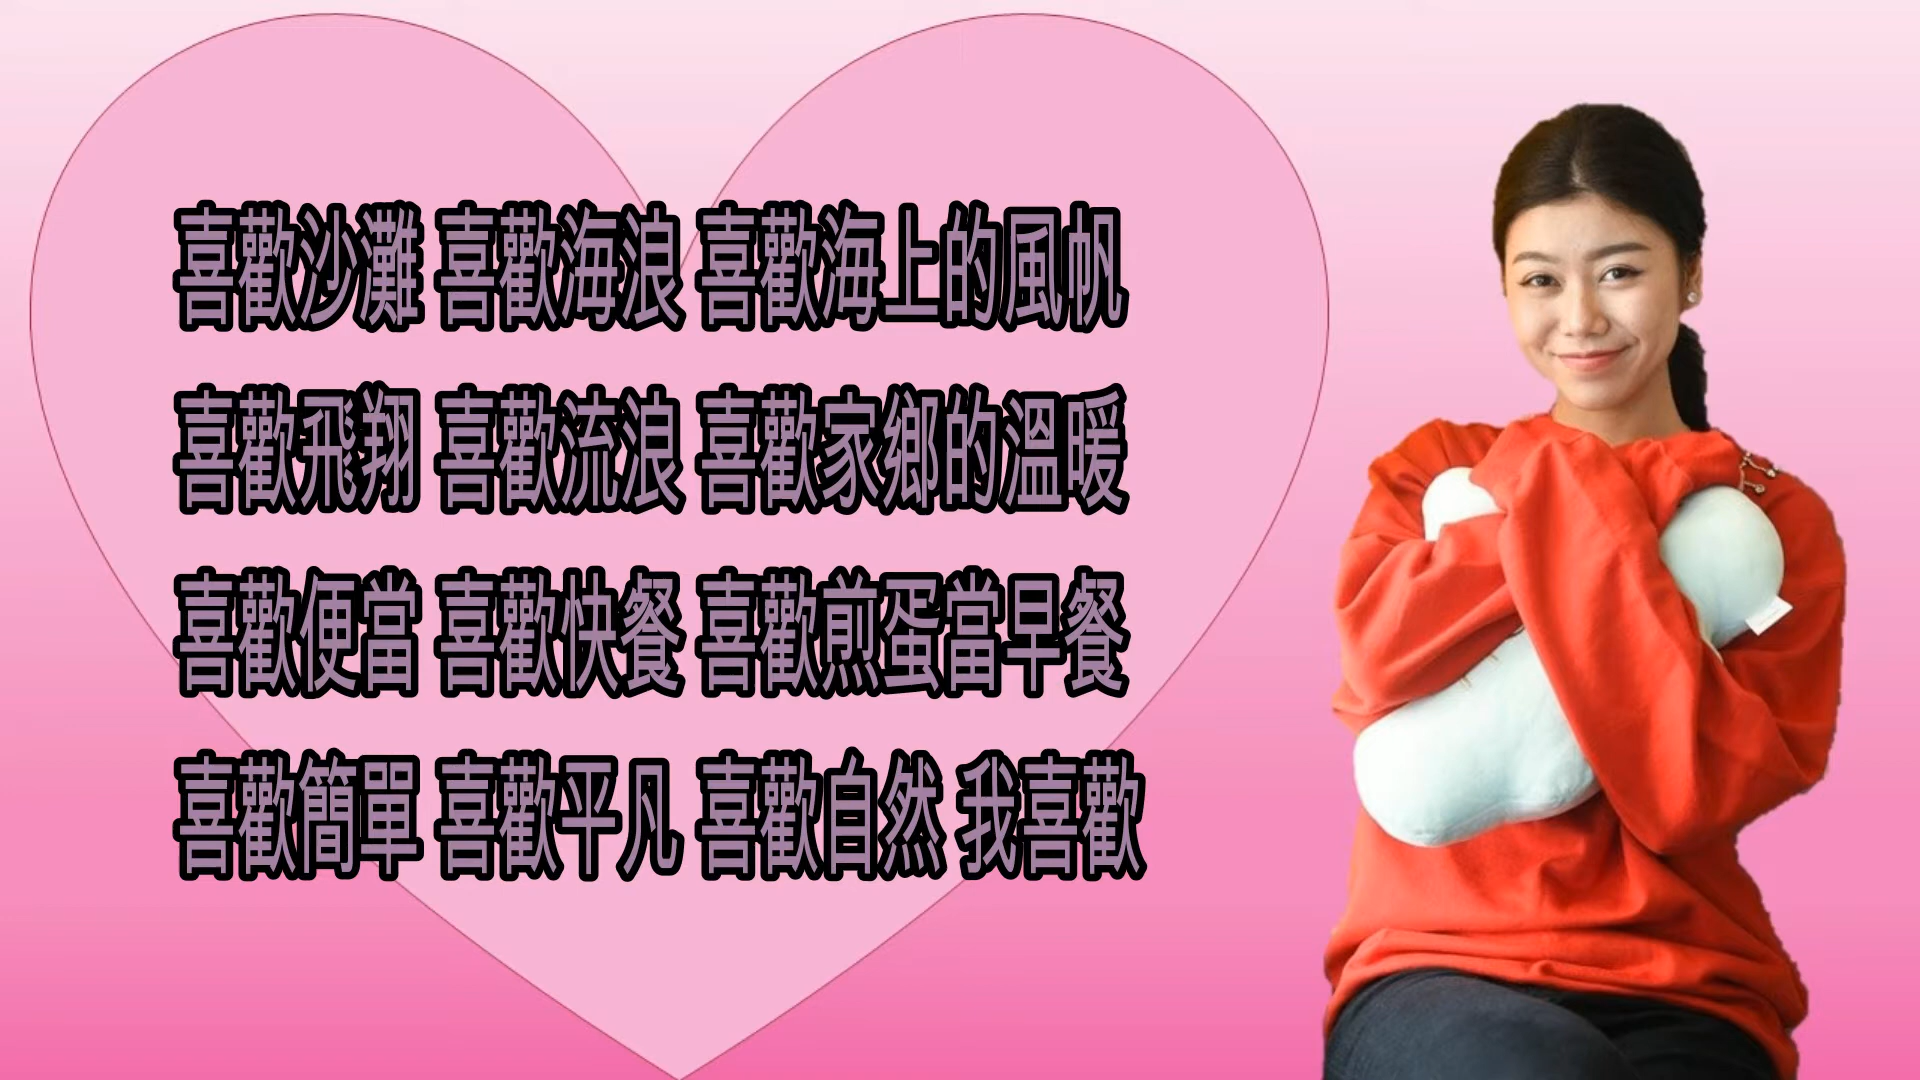 喜歡沙灘 喜歡海浪 喜歡海上的風帆
喜歡飛翔 喜歡流浪 喜歡家鄉的溫暖
喜歡便當 喜歡快餐 喜歡煎蛋當早餐
喜歡簡單 喜歡平凡 喜歡自然 我喜歡